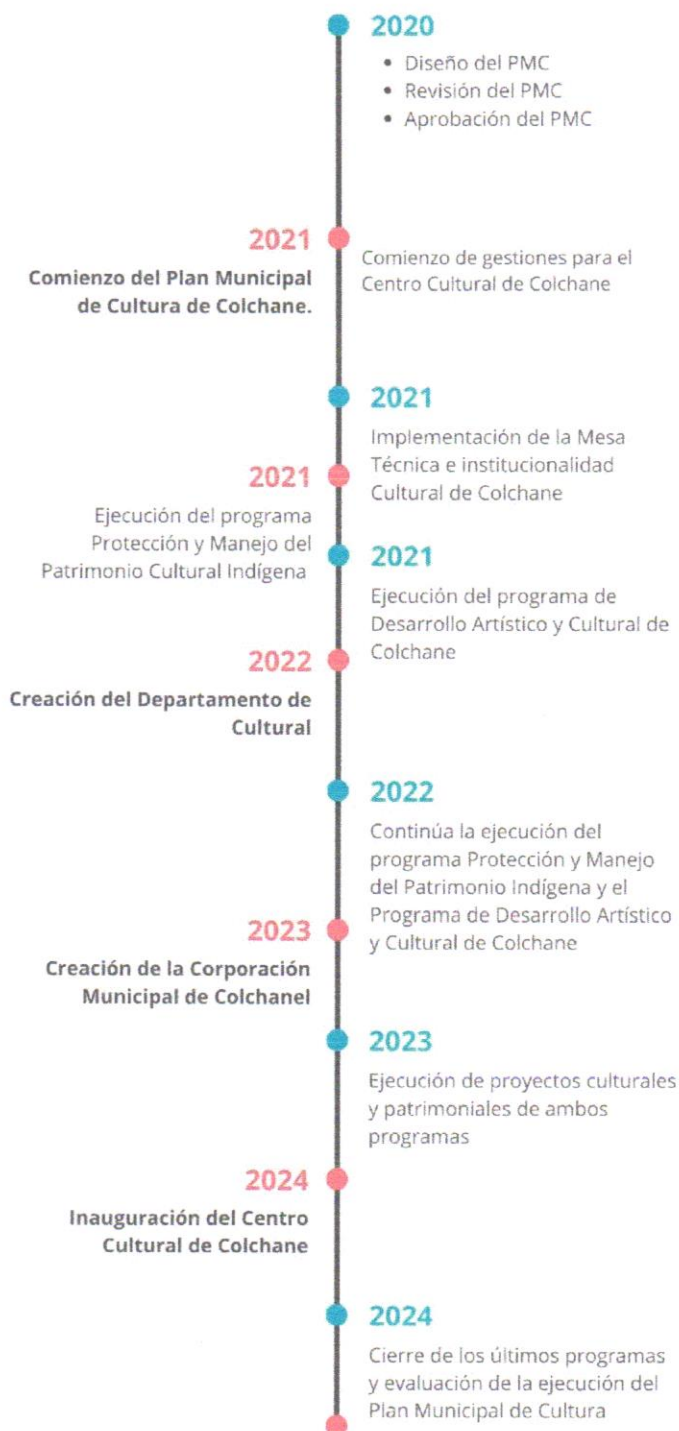 2020
• Diseño del PMC
• Revisión del PMC
• Aprobación del PMC
2021
Comienzo del Plan Municipal
de Cultura de Colchane.
Comienzo de gestiones para el
Centro Cultural de Colchane
2021
Implementación de la Mesa
Técnica e institucionalidad
Cultural de Colchane
2021
Ejecución del programa
Protección y Manejo del
Patrimonio Cultural Indígena
2021
Ejecución del programa de
Desarrollo Artístico y Cultural de
Colchane
2022
Creación del Departamento de
Cultural
2022
Continúa la ejecución del
programa Protección y Manejo
del Patrimonio Indígena y el
Programa de Desarrollo Artístico
y Cultural de Colchane
2023
Creación de la Corporación
Municipal de Colchanel
2023
Ejecución de proyectos culturales
y patrimoniales de ambos
programas
2024
Inauguración del Centro
Cultural de Colchane
2024
Cierre de los últimos programas
y evaluación de la ejecución del
Plan Municipal de Cultura